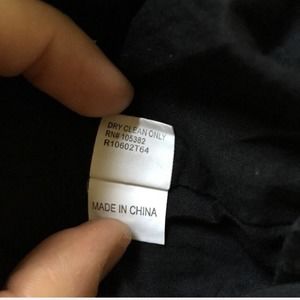 DRY CLEAN ONLY
RN# 105382
R10602T64
MADE IN CHINA